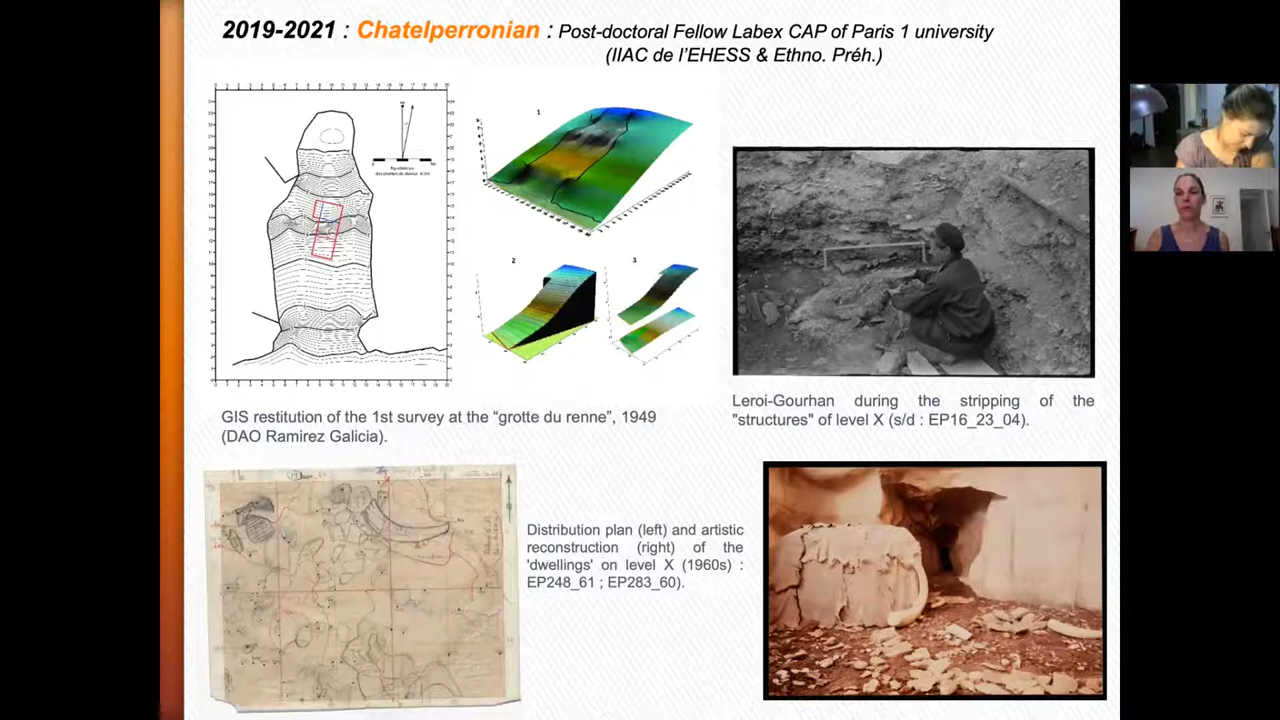 2019-2021 : Chatelperronian : Post-doctoral Fellow Labex CAP of Paris 1 university
(IIAC de l'EHESS & Ethno. Préh.)
1
2
3
GIS restitution of the 1st survey at the “grotte du renne”, 1949
(DAO Ramirez Galicia).
Leroi-Gourhan during the stripping of the
"structures" of level X (s/d : EP16_23_04).
Distribution plan (left) and artistic
reconstruction (right) of the
'dwellings' on level X (1960s) :
EP248_61 ; EP283_60).